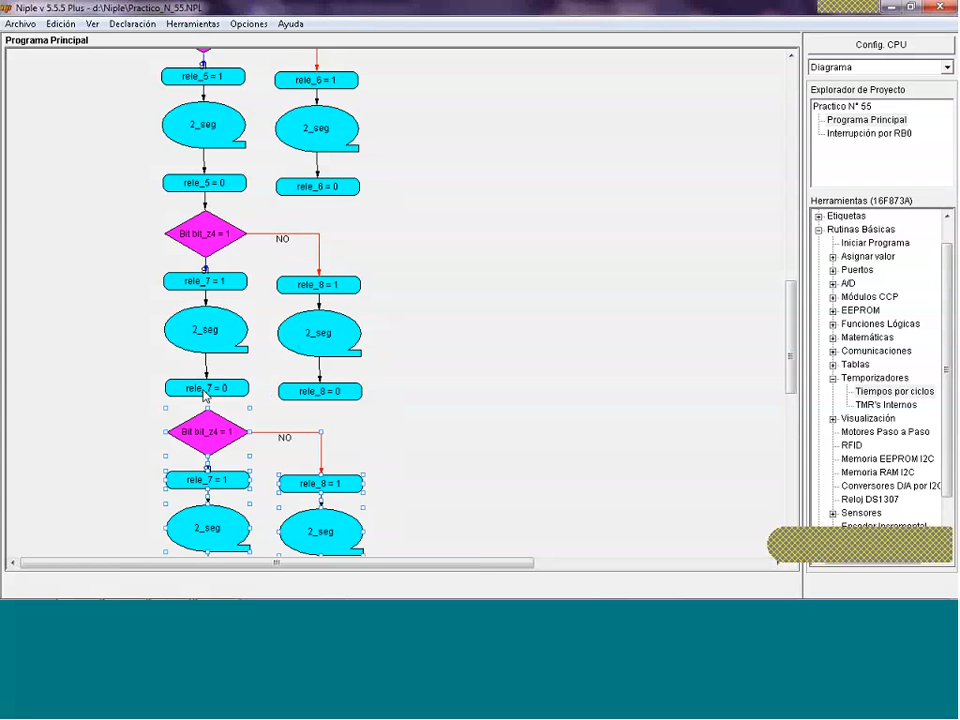 Niple v 5.5.5 Plus - d:\Niple\Practico_N_55.NPL
Archivo Edición Ver Declaración Herramientas Opciones Ayuda
Programa Principal
rele_5 = 1
rele_6 = 1
2_seg
2_seg
rele_5 = 0
rele_6 = 0
Bit bit_z4 = 1
NO
rele_7 = 1
rele_8 = 1
2_seg
2_seg
rele_7 = 0
rele_8 = 0
Bit bit_z4 = 1
NO
rele_7 = 1
rele_8 = 1
2_seg
2_seg
Config. CPU
Diagrama
Explorador de Proyecto
Practico N° 55
Programa Principal
Interrupción por RB0
Herramientas (16F873A)
Etiquetas
Rutinas Básicas
Iniciar Programa
Asignar valor
Puertos
A/D
Módulos CCP
EEPROM
Funciones Lógicas
Matemáticas
Comunicaciones
Tablas
Temporizadores
Tiempos por ciclos
TMR's Internos
Visualización
Motores Paso a Paso
RFID
Memoria EEPROM I2C
Memoria RAM I2C
Conversores D/A por I2C
Reloj DS1307
Sensores
Encoder Incremental